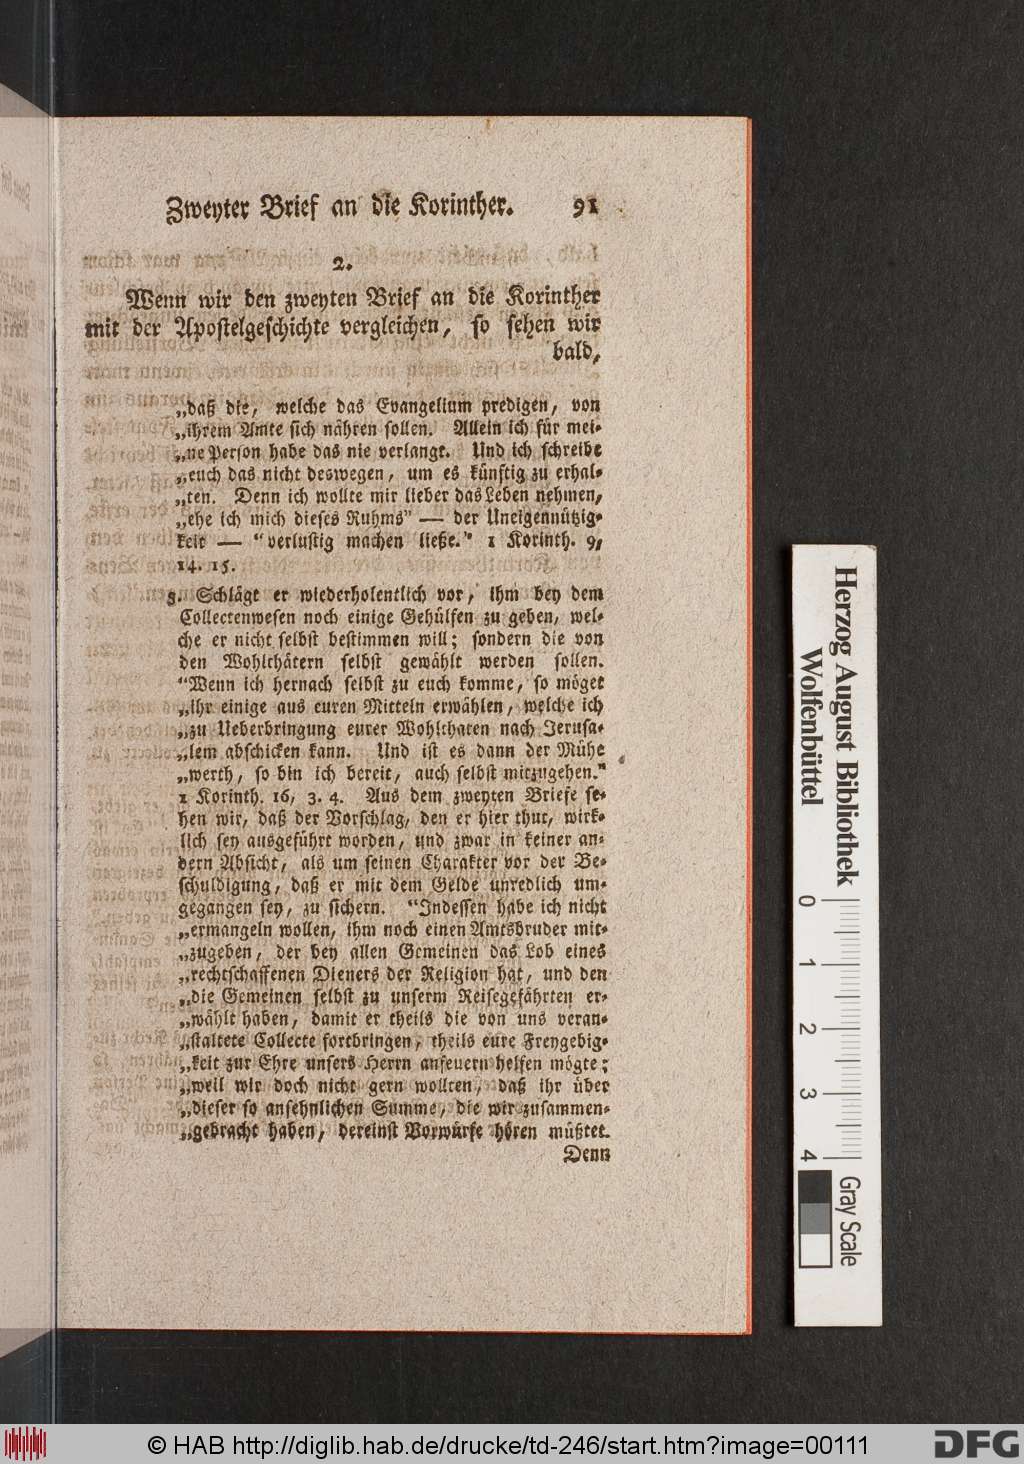 Zweyter Brief an die Korinther. 91
2.
Wenn wir den zweyten Brief an die Korinther
mit der Apostelgeschichte vergleichen, so sehen wir
bald,
„daß die, welche das Evangelium predigen, von
„ihrem Amte sich nähren sollen. Allein ich für mei-
„ne Person habe das nie verlangt. Und ich schreibe
„euch das nicht deswegen, um es künftig zu erhal-
„ten. Denn ich wollte mir lieber das Leben nehmen,
„ehe ich mich dieses Ruhms” — der Uneigennützig-
keit — “verlustig machen ließe.” 1 Korinth. 9,
14. 15.
3. Schlägt er wiederholentlich vor, ihm bey dem
Collectenwesen noch einige Gehülfen zu geben, wel-
che er nicht selbst bestimmen will; sondern die von
den Wohlthätern selbst gewählt werden sollen.
“Wenn ich hernach selbst zu euch komme, so möget
„ihr einige aus euren Mitteln erwählen, welche ich
„zu Ueberbringung eurer Wohlthaten nach Jerusa-
„lem abschicken kann. Und ist es dann der Mühe
„werth, so bin ich bereit, auch selbst mitzugehen.”
1 Korinth. 16, 3. 4. Aus dem zweyten Briefe se-
hen wir, daß der Vorschlag, den er hier thut, wirk-
lich sey ausgeführt worden, und zwar in keiner an-
dern Absicht, als um seinen Charakter vor der Be-
schuldigung, daß er mit dem Gelde unredlich um-
gegangen sey, zu sichern. “Indessen habe ich nicht
„ermangeln wollen, ihm noch einen Amtsbruder mit-
„zugeben, der bey allen Gemeinen das Lob eines
„rechtschaffenen Dieners der Religion hat, und den
„die Gemeinen selbst zu unserm Reisegefährten er-
„wählt haben, damit er theils die von uns veran-
„staltete Collecte fortbringen, theils eure Freygebig-
„keit zur Ehre unsers Herrn anfeuern helfen mögte;
„weil wir doch nicht gern wollten, daß ihr über
„dieser so ansehnlichen Summe, die wir zusammen-
„gebracht haben, dereinst Vorwürfe hören müßtet.
Denn
Herzog August Bibliothek
Wolfenbüttel
0 1 2 3 4
Gray Scale
© HAB http://diglib.hab.de/drucke/td-246/start.htm?image=00111
DFG